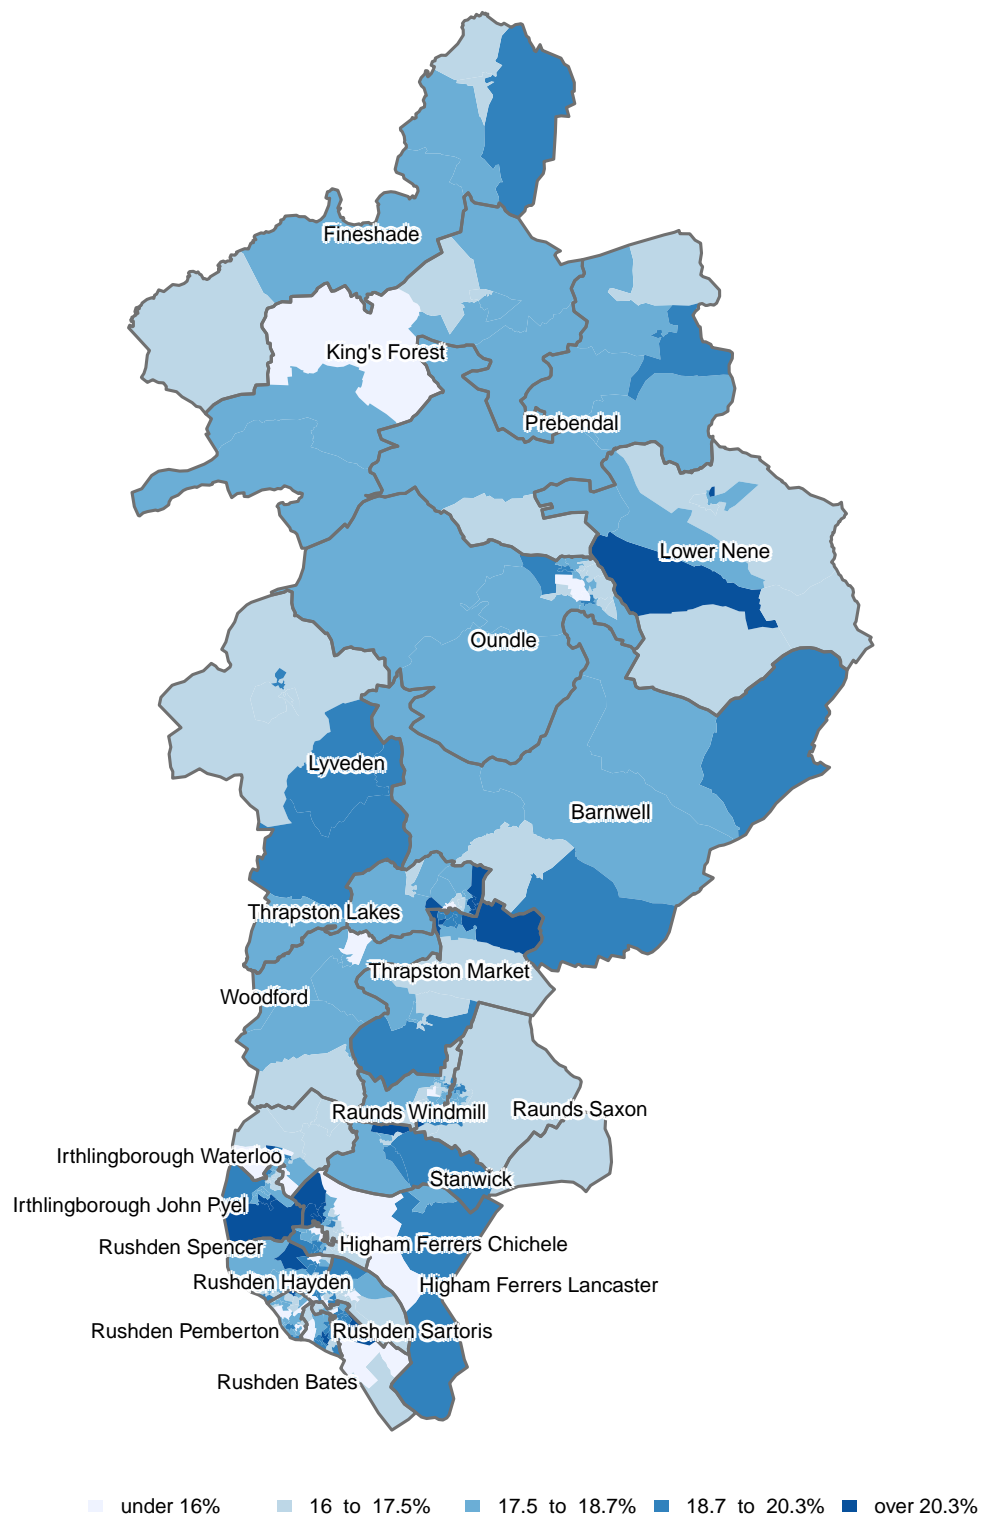 Fineshade
King's Forest
Prebendal
Lower Nene
Oundle
Lyveden
Barnwell
Thrapston Lakes
Thrapston Market
Woodford
Raunds Windmill
Raunds Saxon
Irthlingborough Waterloo
Stanwick
Irthlingborough John Pyel
Rushden Spencer
Higham Ferrers Chichele
Rushden Hayden
Higham Ferrers Lancaster
Rushden Pemberton
Rushden Sartoris
Rushden Bates
under 16% 16 to 17.5% 17.5 to 18.7% 18.7 to 20.3% over 20.3%